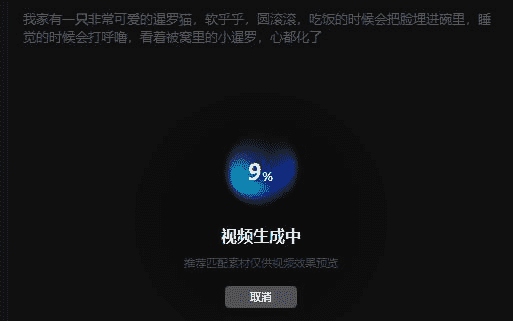 我家有一只非常可爱的暹罗猫，软乎乎，圆滚滚，吃饭的时候会把脸埋进碗里，睡
觉的时候会打呼噜，看着被窝里的小暹罗，心都化了
9%
视频生成中
推荐匹配素材仅供视频效果预览
取消